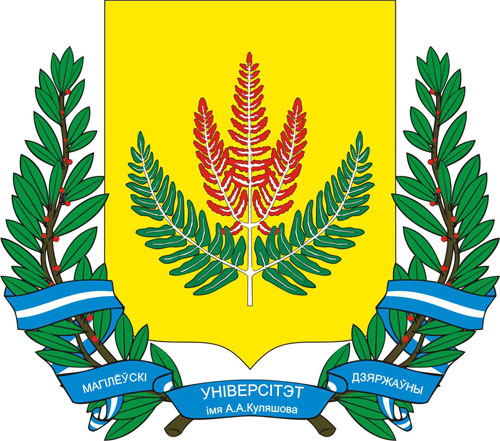 МАГІЛЁЎСКІ
ДЗЯРЖАЎНЫ
УНІВЕРСІТЭТ
імя А.А.Куляшова